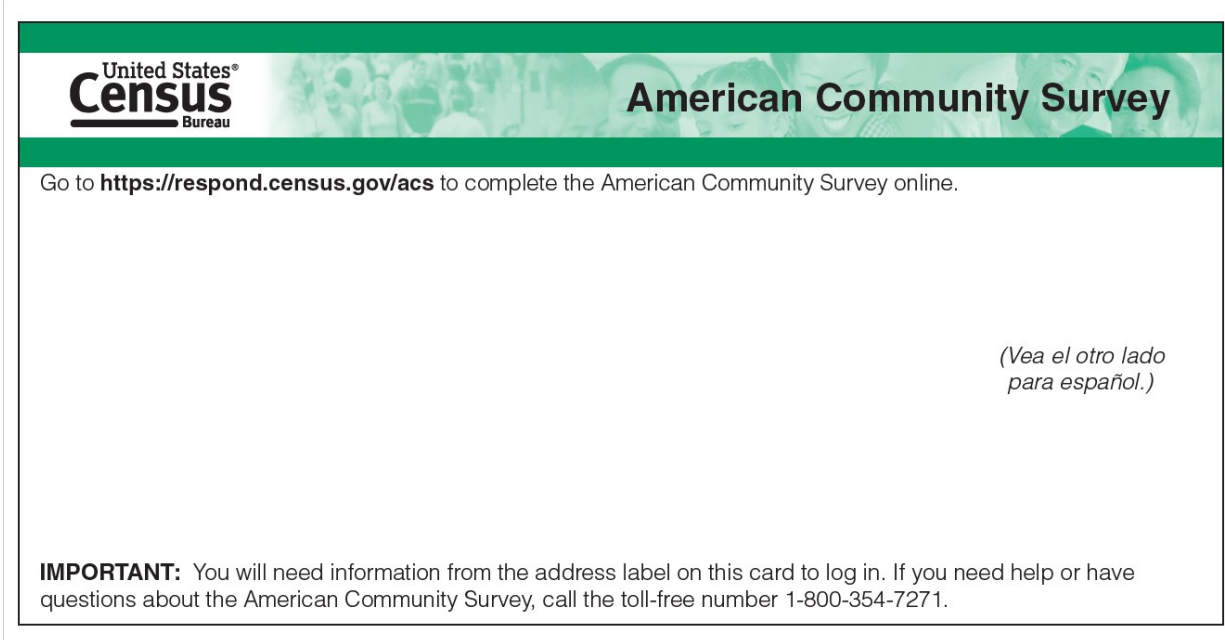 United States®
Census
Bureau
American Community Survey
Go to https://respond.census.gov/acs to complete the American Community Survey online.
(Vea el otro lado
para español.)
IMPORTANT: You will need information from the address label on this card to log in. If you need help or have
questions about the American Community Survey, call the toll-free number 1-800-354-7271.